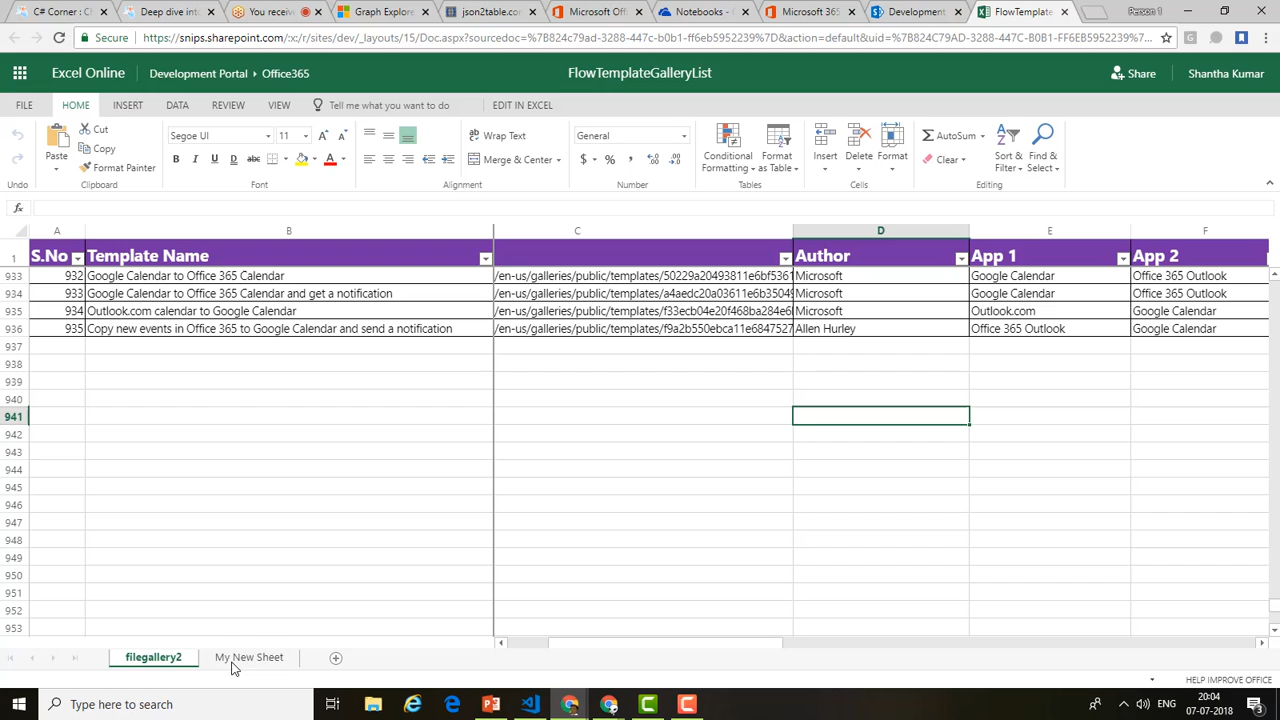 C# Corner : Cl
Deep dive into
You receive
Graph Explore
json2table.com
Microsoft Offi
Notebooks - C
Microsoft 365
Development
FlowTemplate
Person 1
Secure
https://snips.sharepoint.com/:x:/r/sites/dev/_layouts/15/Doc.aspx?sourcedoc=%7B824C79AD-3288-447C-b0b1-ff6eb5952239%7D&action=default&uid=%7B824C79AD-3288-447C-B0B1-FF6EB5952239%7...
Excel Online
Development Portal ▸ Office365
FlowTemplateGalleryList
Share
Shantha Kumar
FILE HOME INSERT DATA REVIEW VIEW Tell me what you want to do EDIT IN EXCEL
Paste
Cut
Copy
Format Painter
Segoe UI 11
B I U D abc A
Wrap Text
Merge & Center
General
$ % ,
Conditional Formatting
Format as Table
Insert
Delete
Format
AutoSum
Clear
Sort & Filter
Find & Select
Undo Clipboard Font Alignment Number Tables Cells Editing
fx
A B C D E F
1 S.No Template Name Author App 1 App 2
933 932 Google Calendar to Office 365 Calendar /en-us/galleries/public/templates/50229a20493811e6bf5361 Microsoft Google Calendar Office 365 Outlook
934 933 Google Calendar to Office 365 Calendar and get a notification /en-us/galleries/public/templates/a4aedc20a03611e6b35049 Microsoft Google Calendar Office 365 Outlook
935 934 Outlook.com calendar to Google Calendar /en-us/galleries/public/templates/f33ecb04e20f468ba284e6 Microsoft Outlook.com Google Calendar
936 935 Copy new events in Office 365 to Google Calendar and send a notification /en-us/galleries/public/templates/f9a2b550ebca11e6847527 Allen Hurley Office 365 Outlook Google Calendar
937
938
939
940
941
942
943
944
945
946
947
948
949
950
951
952
953
filegallery2 My New Sheet
HELP IMPROVE OFFICE
Type here to search
ENG
20:04
07-07-2018
3